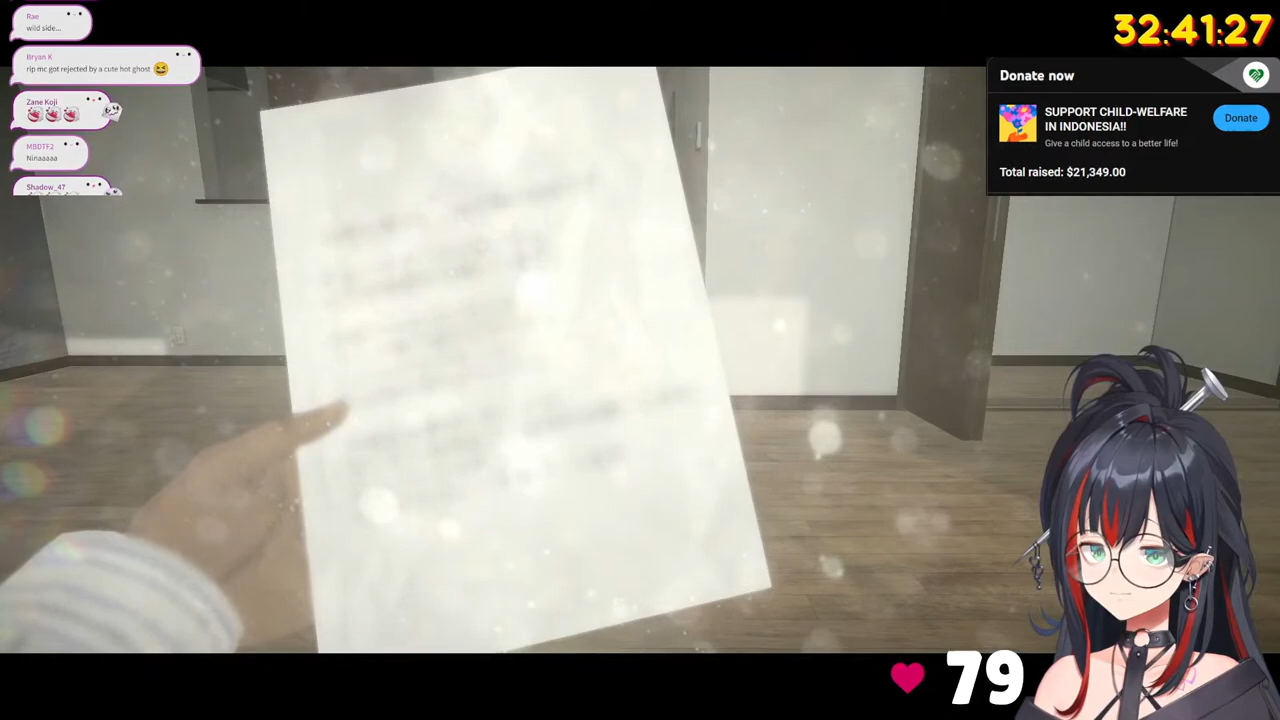 Rae
wild side...
Bryan K
rip mc got rejected by a cute hot ghost 😆
Zane Koji
MBDTF2
Ninaaaaa
Shadow_47
32:41:27
Donate now
SUPPORT CHILD-WELFARE
IN INDONESIA!!
Give a child access to a better life!
Donate
Total raised: $21,349.00
79